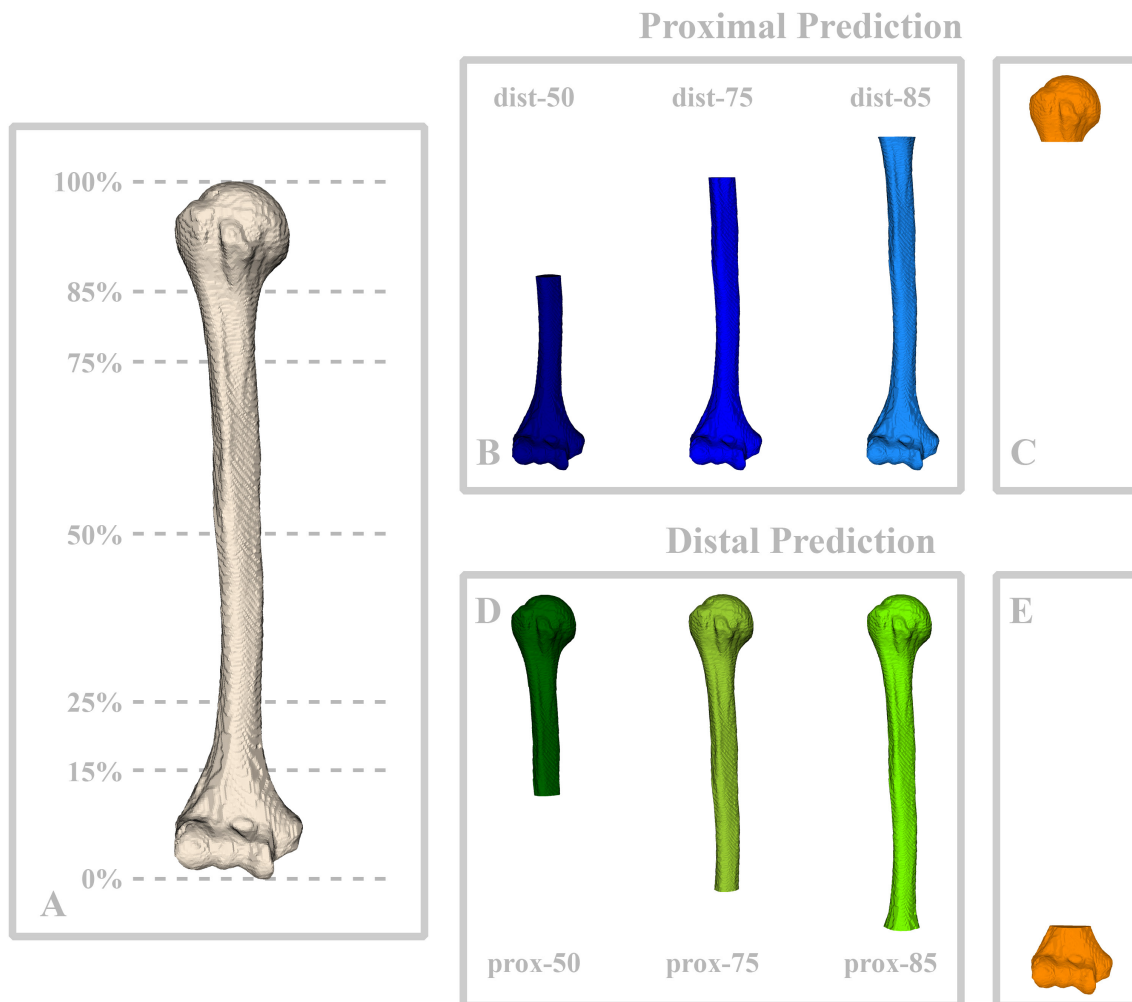 Proximal Prediction
dist-50 dist-75 dist-85
100%
85%
75%
50%
25%
15%
0%
A
B
C
Distal Prediction
D
E
prox-50 prox-75 prox-85